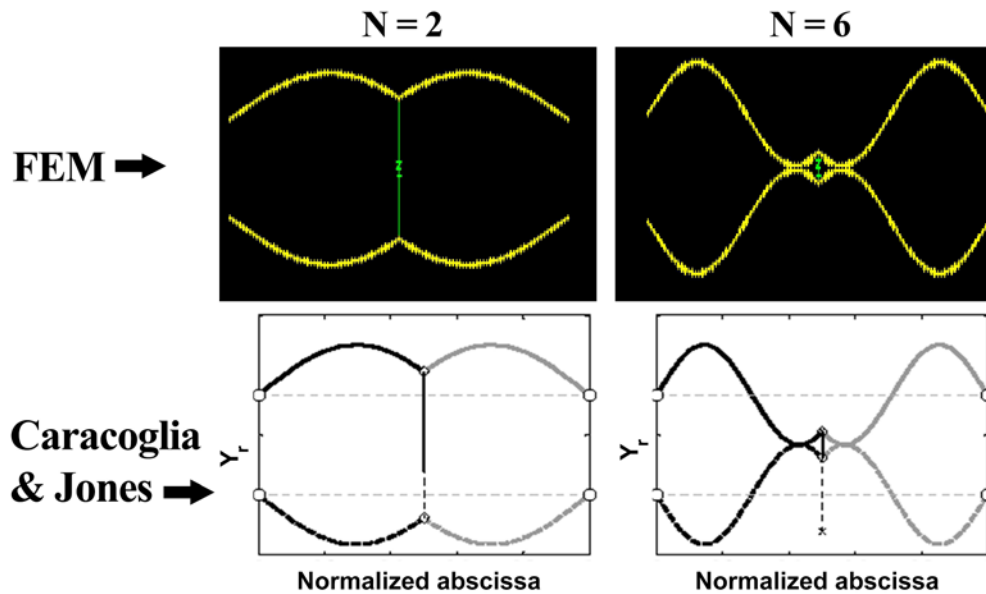 N = 2
N = 6
FEM
Z
Z
Caracoglia
& Jones
Yr
Yr
Normalized abscissa
Normalized abscissa